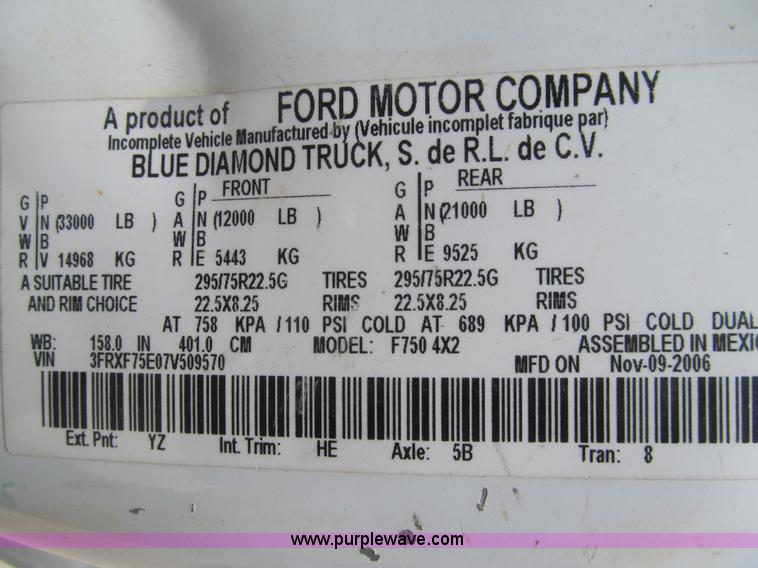 A product of FORD MOTOR COMPANY
Incomplete Vehicle Manufactured by (Vehicule incomplet fabrique par)
BLUE DIAMOND TRUCK, S. de R.L. de C.V.
G P G P FRONT G P REAR
V N (33000 LB ) A N (12000 LB ) A N (21000 LB )
W B W B W B
R V 14968 KG R E 5443 KG R E 9525 KG
A SUITABLE TIRE 295/75R22.5G TIRES 295/75R22.5G TIRES
AND RIM CHOICE 22.5X8.25 RIMS 22.5X8.25 RIMS
AT 758 KPA /110 PSI COLD AT 689 KPA / 100 PSI COLD DUAL
WB: 158.0 IN 401.0 CM MODEL: F750 4X2 ASSEMBLED IN MEXIC
VIN 3FRXF75E07V509570 MFD ON Nov-09-2006
Ext. Pnt: YZ Int. Trim: HE Axle: 5B Tran: 8
www.purplewave.com